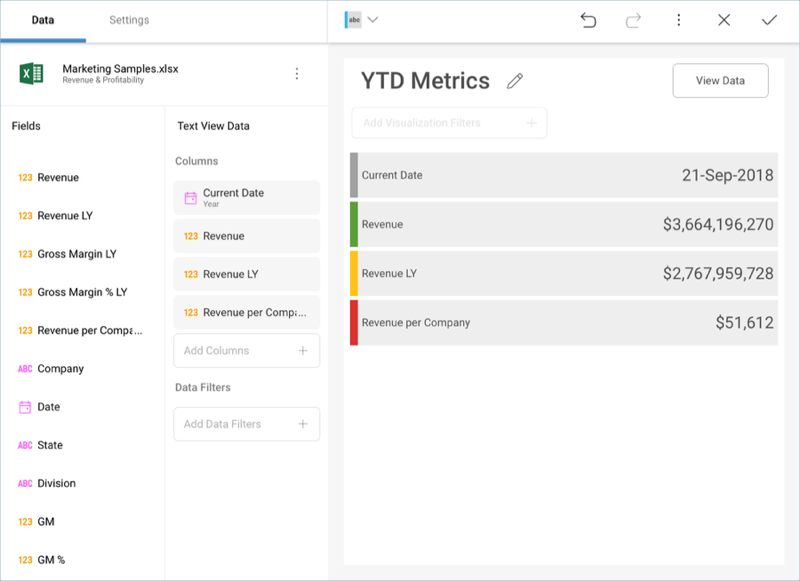 Data
Settings
abc
Marketing Samples.xlsx
Revenue & Profitability
Fields
123 Revenue
123 Revenue LY
123 Gross Margin LY
123 Gross Margin % LY
123 Revenue per Compa...
ABC Company
Date
ABC State
ABC Division
123 GM
123 GM %
Text View Data
Columns
Current Date
Year
123 Revenue
123 Revenue LY
123 Revenue per Compa...
Add Columns
Data Filters
Add Data Filters
YTD Metrics
View Data
Add Visualization Filters
Current Date 21-Sep-2018
Revenue $3,664,196,270
Revenue LY $2,767,959,728
Revenue per Company $51,612